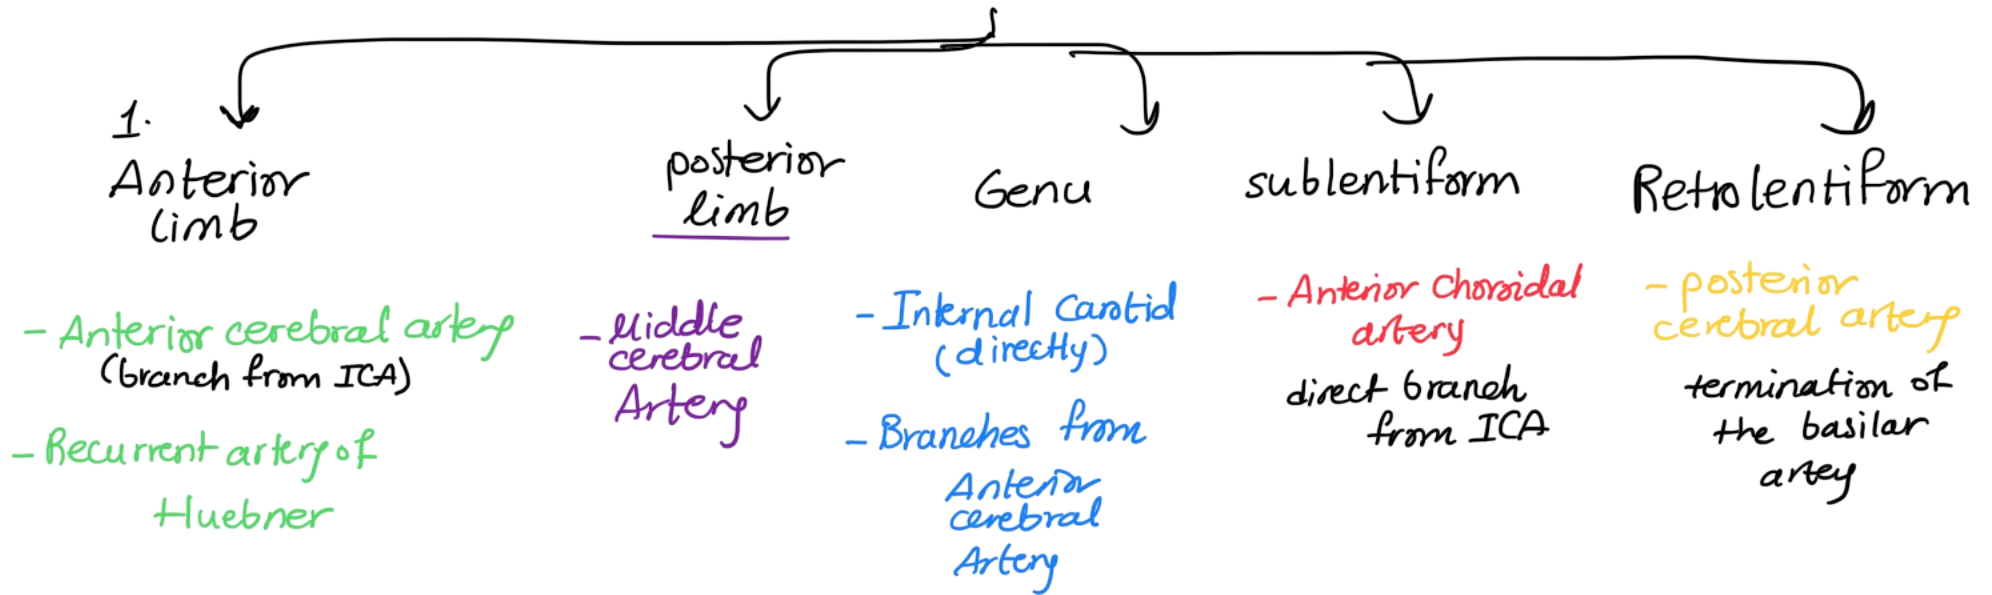 1.
Anterior
limb
- Anterior cerebral artery
(branch from ICA)
- Recurrent artery of
Huebner
posterior
limb
- Middle
cerebral
Artery
Genu
- Internal Carotid
(directly)
- Branches from
Anterior
cerebral
Artery
sublentiform
- Anterior Choroidal
artery
direct branch
from ICA
Retrolentiform
- posterior
cerebral artery
termination of
the basilar
artey